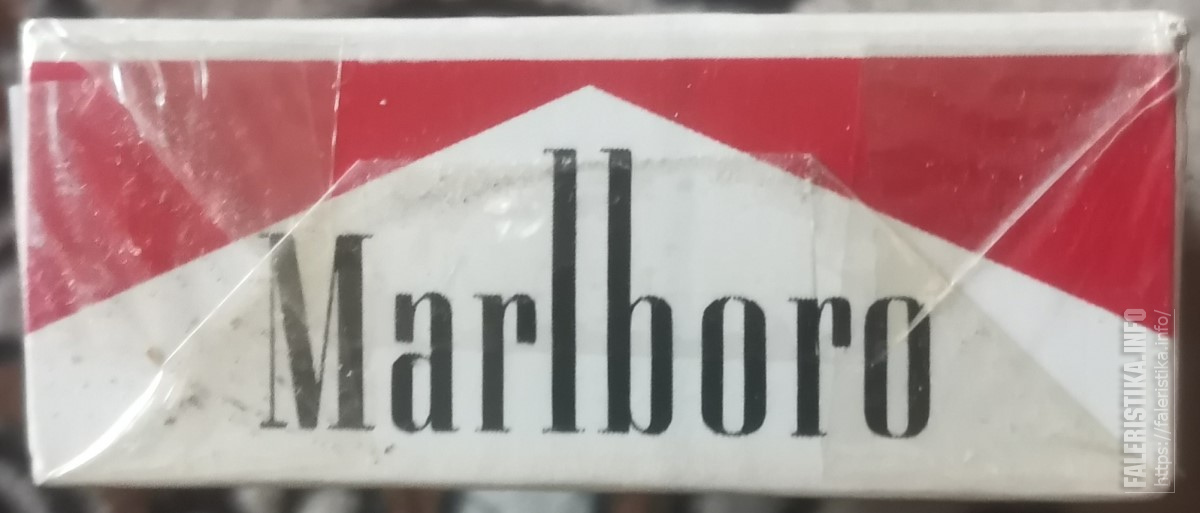 Marlboro
FALERISTIKA.INFO
https://faleristika.info/